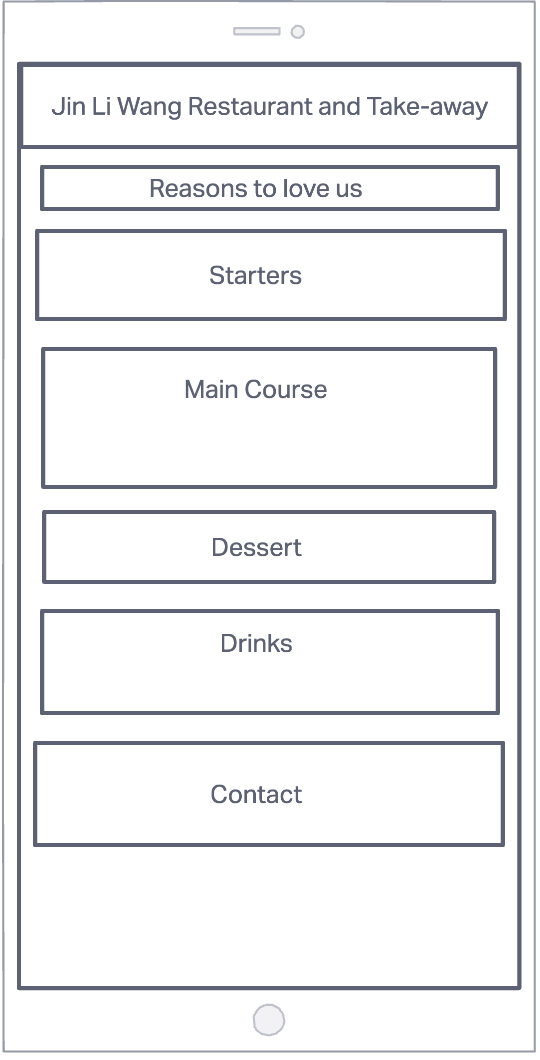 Jin Li Wang Restaurant and Take-away
Reasons to love us
Starters
Main Course
Dessert
Drinks
Contact